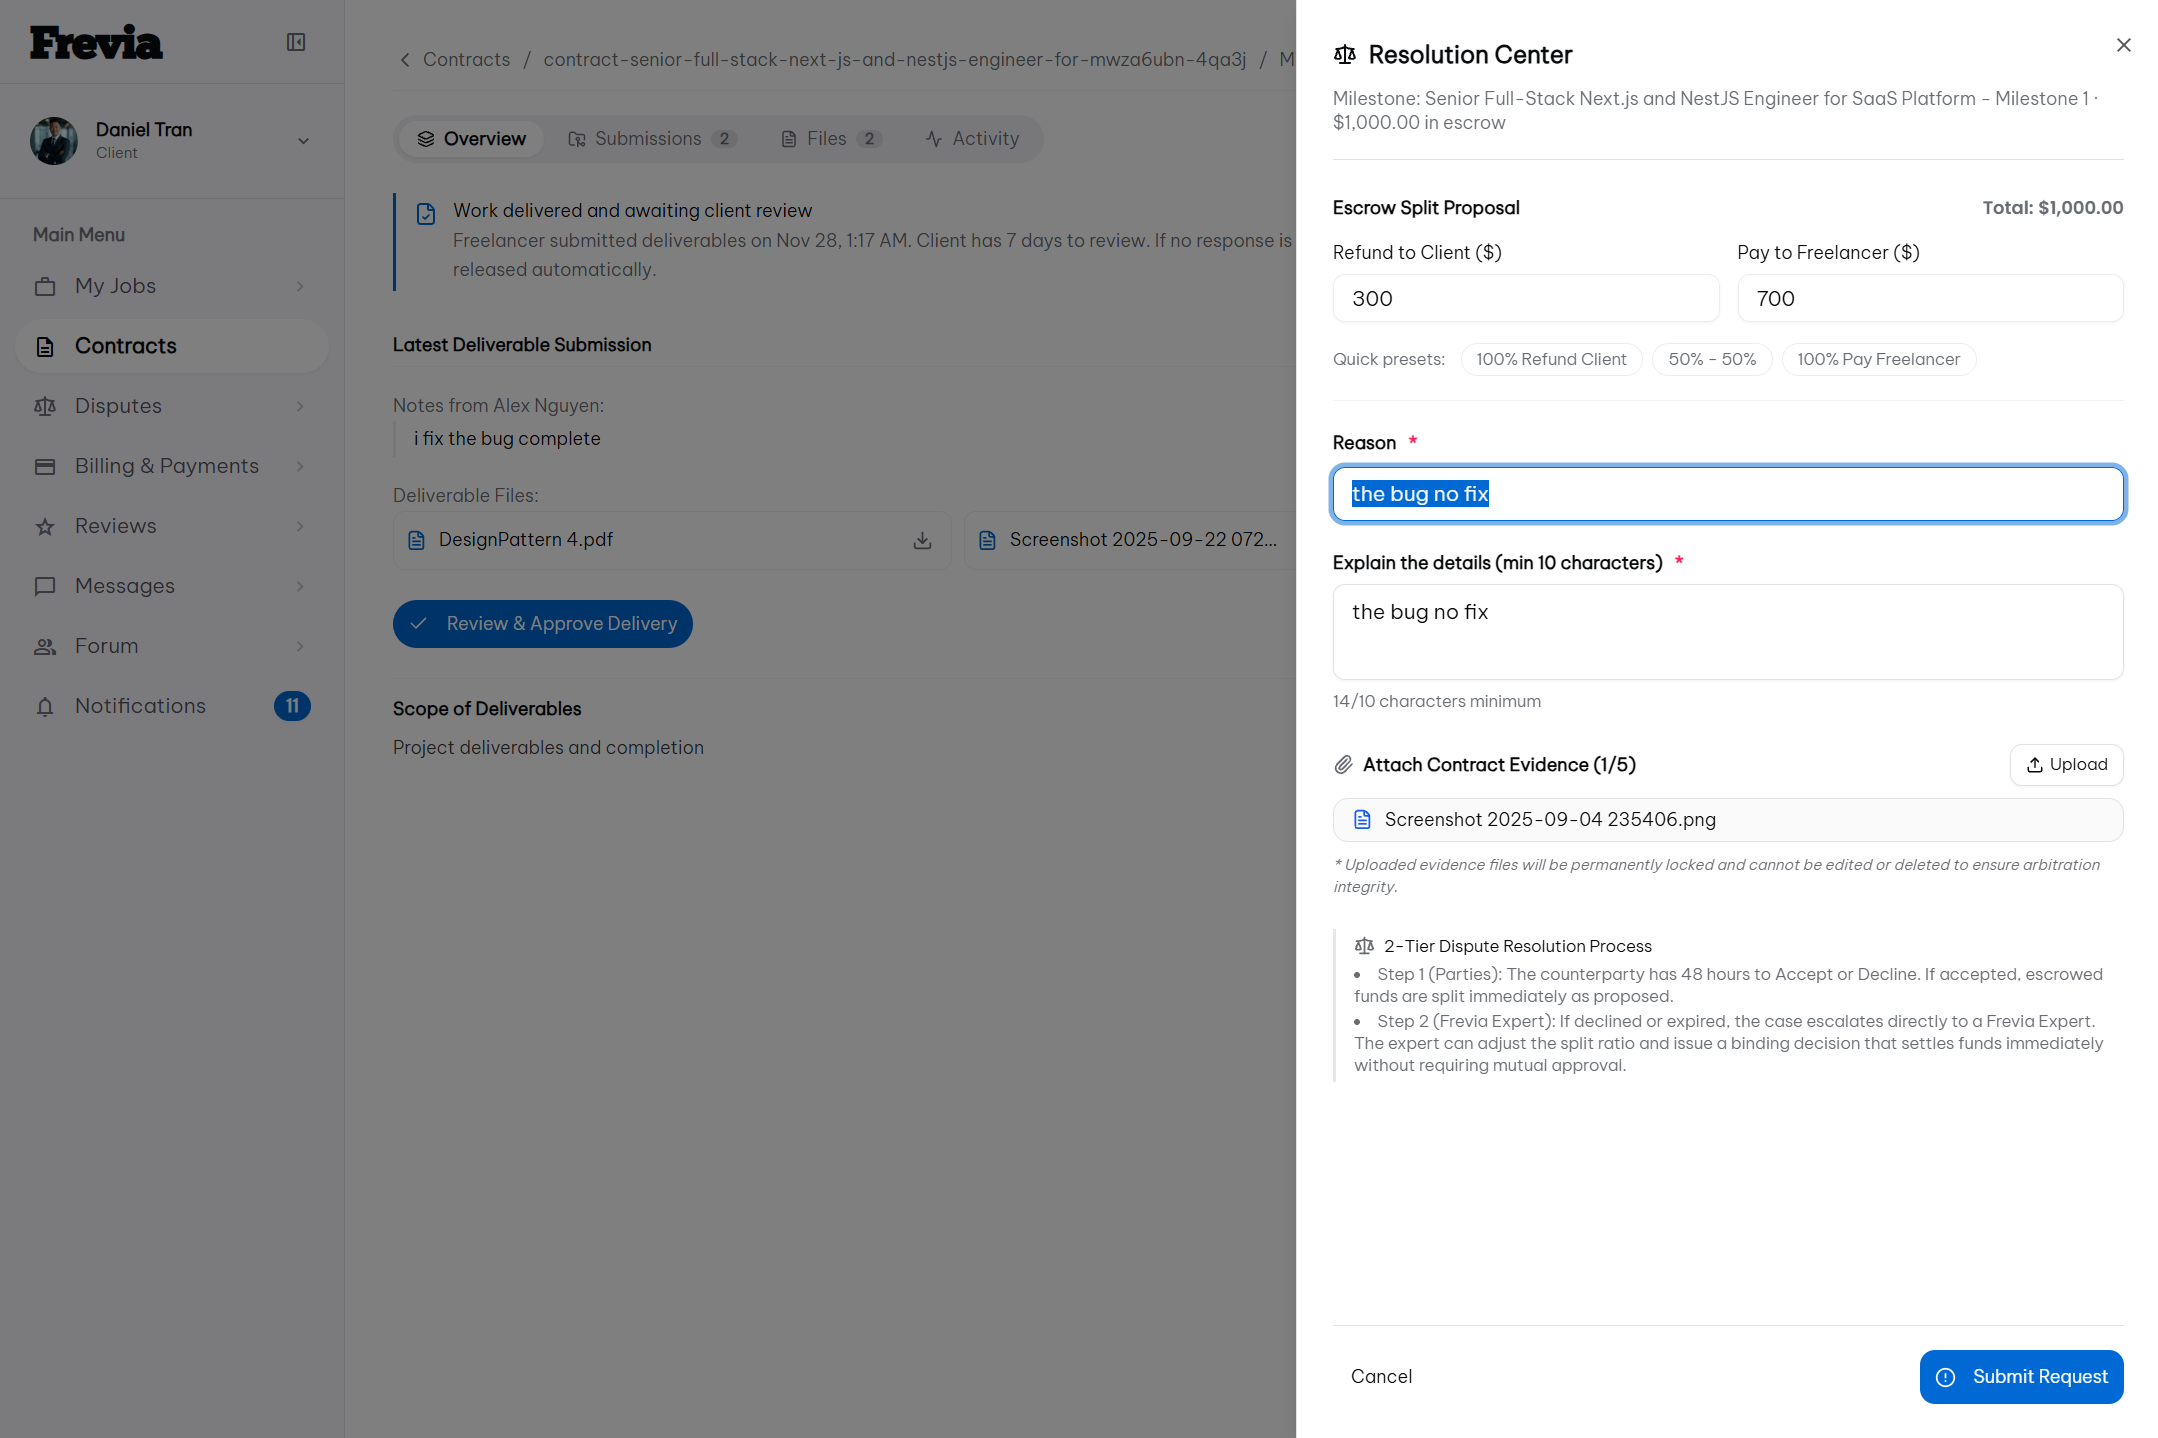 Frevia
Daniel Tran
Client
Main Menu
My Jobs
Contracts
Disputes
Billing & Payments
Reviews
Messages
Forum
Notifications 11
Contracts / contract-senior-full-stack-next-js-and-nestjs-engineer-for-mwza6ubn-4qa3j / M
Overview Submissions 2 Files 2 Activity
Work delivered and awaiting client review
Freelancer submitted deliverables on Nov 28, 1:17 AM. Client has 7 days to review. If no response is
released automatically.
Latest Deliverable Submission
Notes from Alex Nguyen:
i fix the bug complete
Deliverable Files:
DesignPattern 4.pdf Screenshot 2025-09-22 072...
Review & Approve Delivery
Scope of Deliverables
Project deliverables and completion
Resolution Center
Milestone: Senior Full-Stack Next.js and NestJS Engineer for SaaS Platform - Milestone 1 ·
$1,000.00 in escrow
Escrow Split Proposal Total: $1,000.00
Refund to Client ($) Pay to Freelancer ($)
300 700
Quick presets: 100% Refund Client 50% - 50% 100% Pay Freelancer
Reason *
the bug no fix
Explain the details (min 10 characters) *
the bug no fix
14/10 characters minimum
Attach Contract Evidence (1/5) Upload
Screenshot 2025-09-04 235406.png
* Uploaded evidence files will be permanently locked and cannot be edited or deleted to ensure arbitration
integrity.
2-Tier Dispute Resolution Process
• Step 1 (Parties): The counterparty has 48 hours to Accept or Decline. If accepted, escrowed
funds are split immediately as proposed.
• Step 2 (Frevia Expert): If declined or expired, the case escalates directly to a Frevia Expert.
The expert can adjust the split ratio and issue a binding decision that settles funds immediately
without requiring mutual approval.
Cancel Submit Request